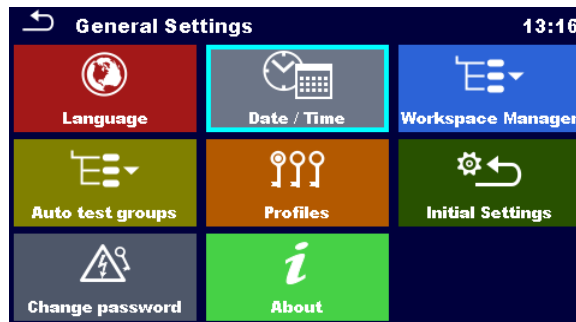 General Settings
13:16
Language
Date / Time
Workspace Manager
Auto test groups
Profiles
Initial Settings
Change password
About